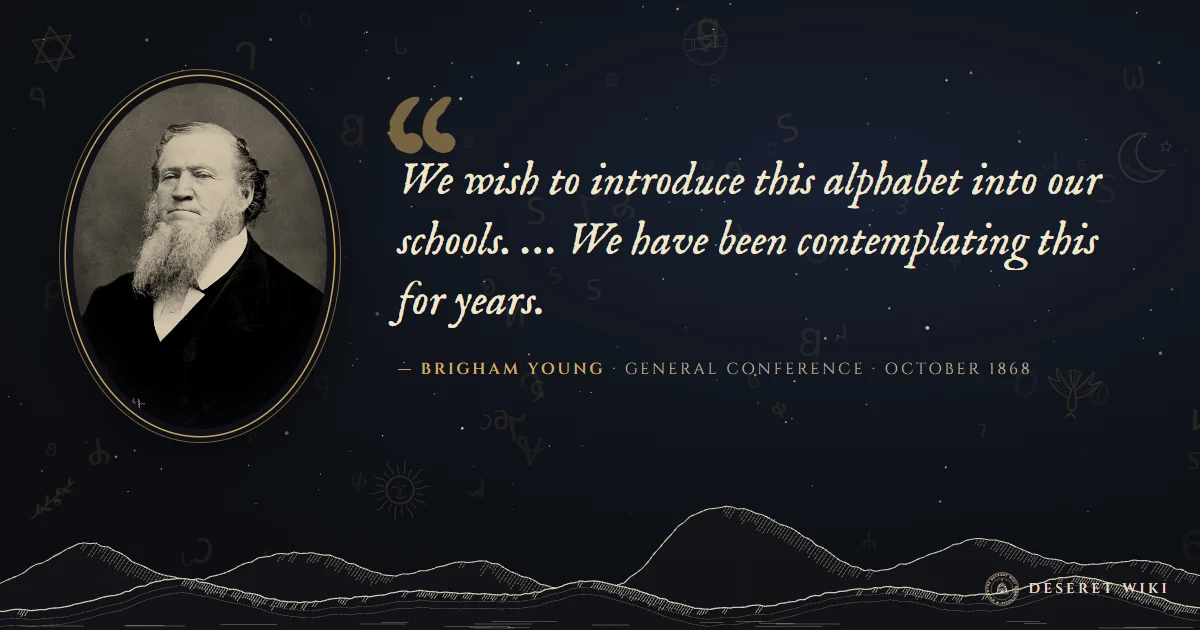 “
We wish to introduce this alphabet into our
schools. ... We have been contemplating this
for years.
— BRIGHAM YOUNG · GENERAL CONFERENCE · OCTOBER 1868
DESERET WIKI